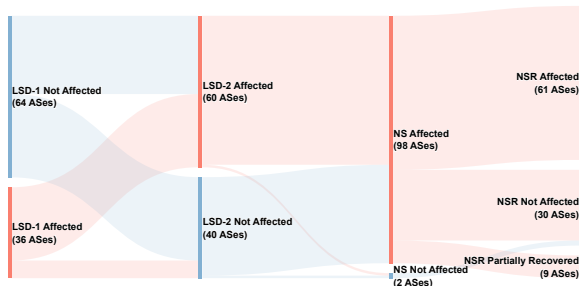 LSD-1 Not Affected
(64 ASes)
LSD-1 Affected
(36 ASes)
LSD-2 Affected
(60 ASes)
LSD-2 Not Affected
(40 ASes)
NS Affected
(98 ASes)
NS Not Affected
(2 ASes)
NSR Affected
(61 ASes)
NSR Not Affected
(30 ASes)
NSR Partially Recovered
(9 ASes)